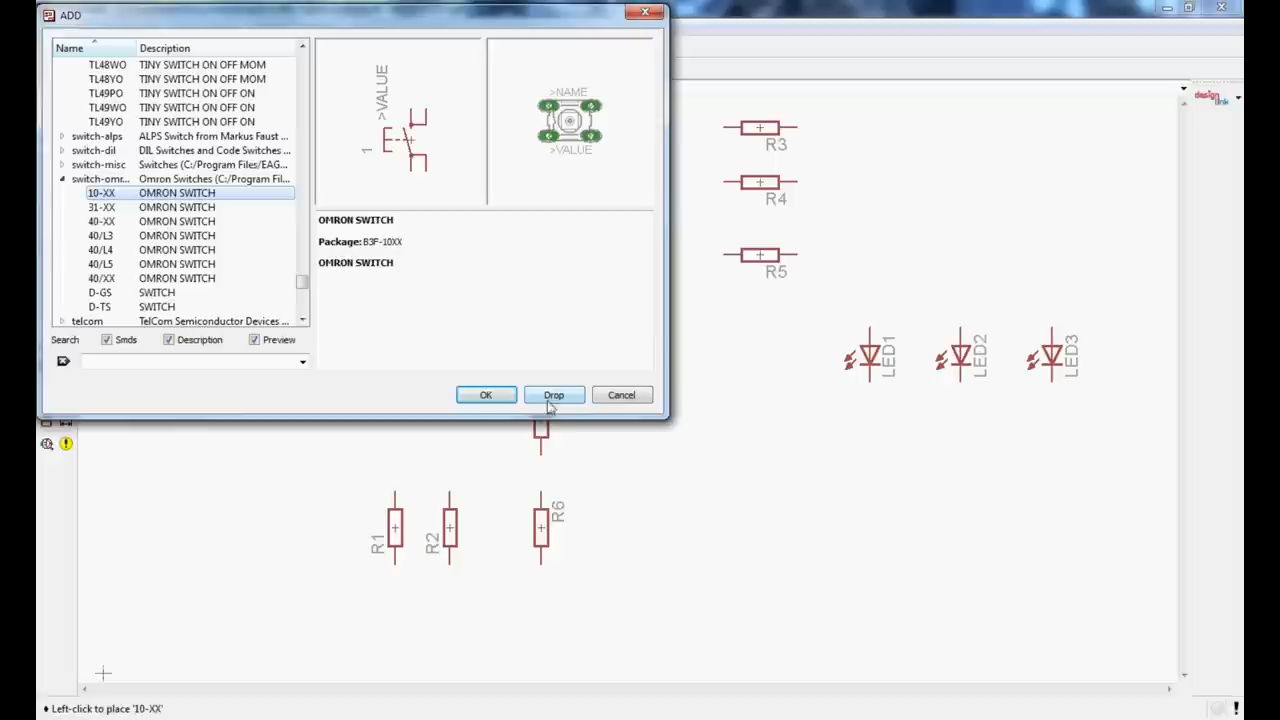 ADD
Name Description
TL48WO TINY SWITCH ON OFF MOM
TL48YO TINY SWITCH ON OFF MOM
TL49PO TINY SWITCH ON OFF ON
TL49WO TINY SWITCH ON OFF ON
TL49YO TINY SWITCH ON OFF ON
switch-alps ALPS Switch from Markus Faust ...
switch-dil DIL Switches and Code Switches ...
switch-misc Switches (C:/Program Files/EAG...
switch-omr... Omron Switches (C:/Program Fil...
10-XX OMRON SWITCH
31-XX OMRON SWITCH
40-XX OMRON SWITCH
40/L3 OMRON SWITCH
40/L4 OMRON SWITCH
40/L5 OMRON SWITCH
40/XX OMRON SWITCH
D-GS SWITCH
D-TS SWITCH
telcom TelCom Semiconductor Devices ...
Search Smds Description Preview
>VALUE
1
>NAME
>VALUE
OMRON SWITCH
Package: B3F-10XX
OMRON SWITCH
OK Drop Cancel
design link
R3
R4
R5
LED1 LED2 LED3
R1 R2 R6
Left-click to place '10-XX'